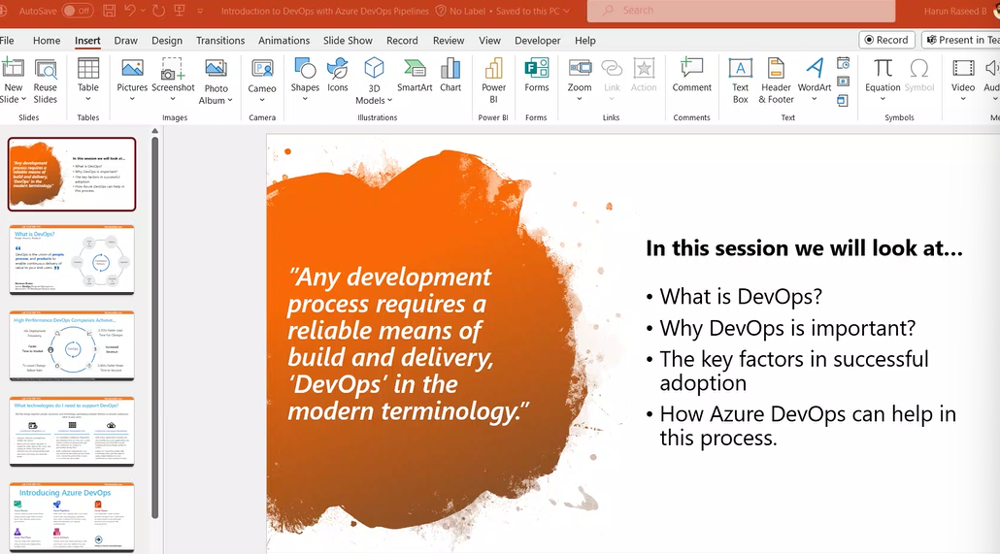 AutoSave Off Introduction to DevOps with Azure DevOps Pipelines No Label • Saved to this PC Search Harun Raseed B
File Home Insert Draw Design Transitions Animations Slide Show Record Review View Developer Help Record Present in Tea
New Slide Reuse Slides Table Pictures Screenshot Photo Album Cameo Shapes Icons 3D Models SmartArt Chart Power BI Forms Zoom Link Action Comment Text Box Header & Footer WordArt Equation Symbol Video Aud
Slides Tables Images Camera Illustrations Power BI Forms Links Comments Text Symbols Me
"Any development
process requires a
reliable means of
build and delivery,
'DevOps' in the
modern terminology."
In this session we will look at...
• What is DevOps?
• Why DevOps is important?
• The key factors in successful
adoption
• How Azure DevOps can help in
this process.
What is DevOps?
DevOps is the union of people,
process, and products to
enable continuous delivery of
value to your end users.
High Performance DevOps Companies Achieve...
What technologies do I need to support DevOps?
Introducing Azure DevOps
"Any development
process requires a
reliable means of
build and delivery,
'DevOps' in the
modern terminology."
In this session we will look at...
• What is DevOps?
• Why DevOps is important?
• The key factors in successful
adoption
• How Azure DevOps can help in
this process.